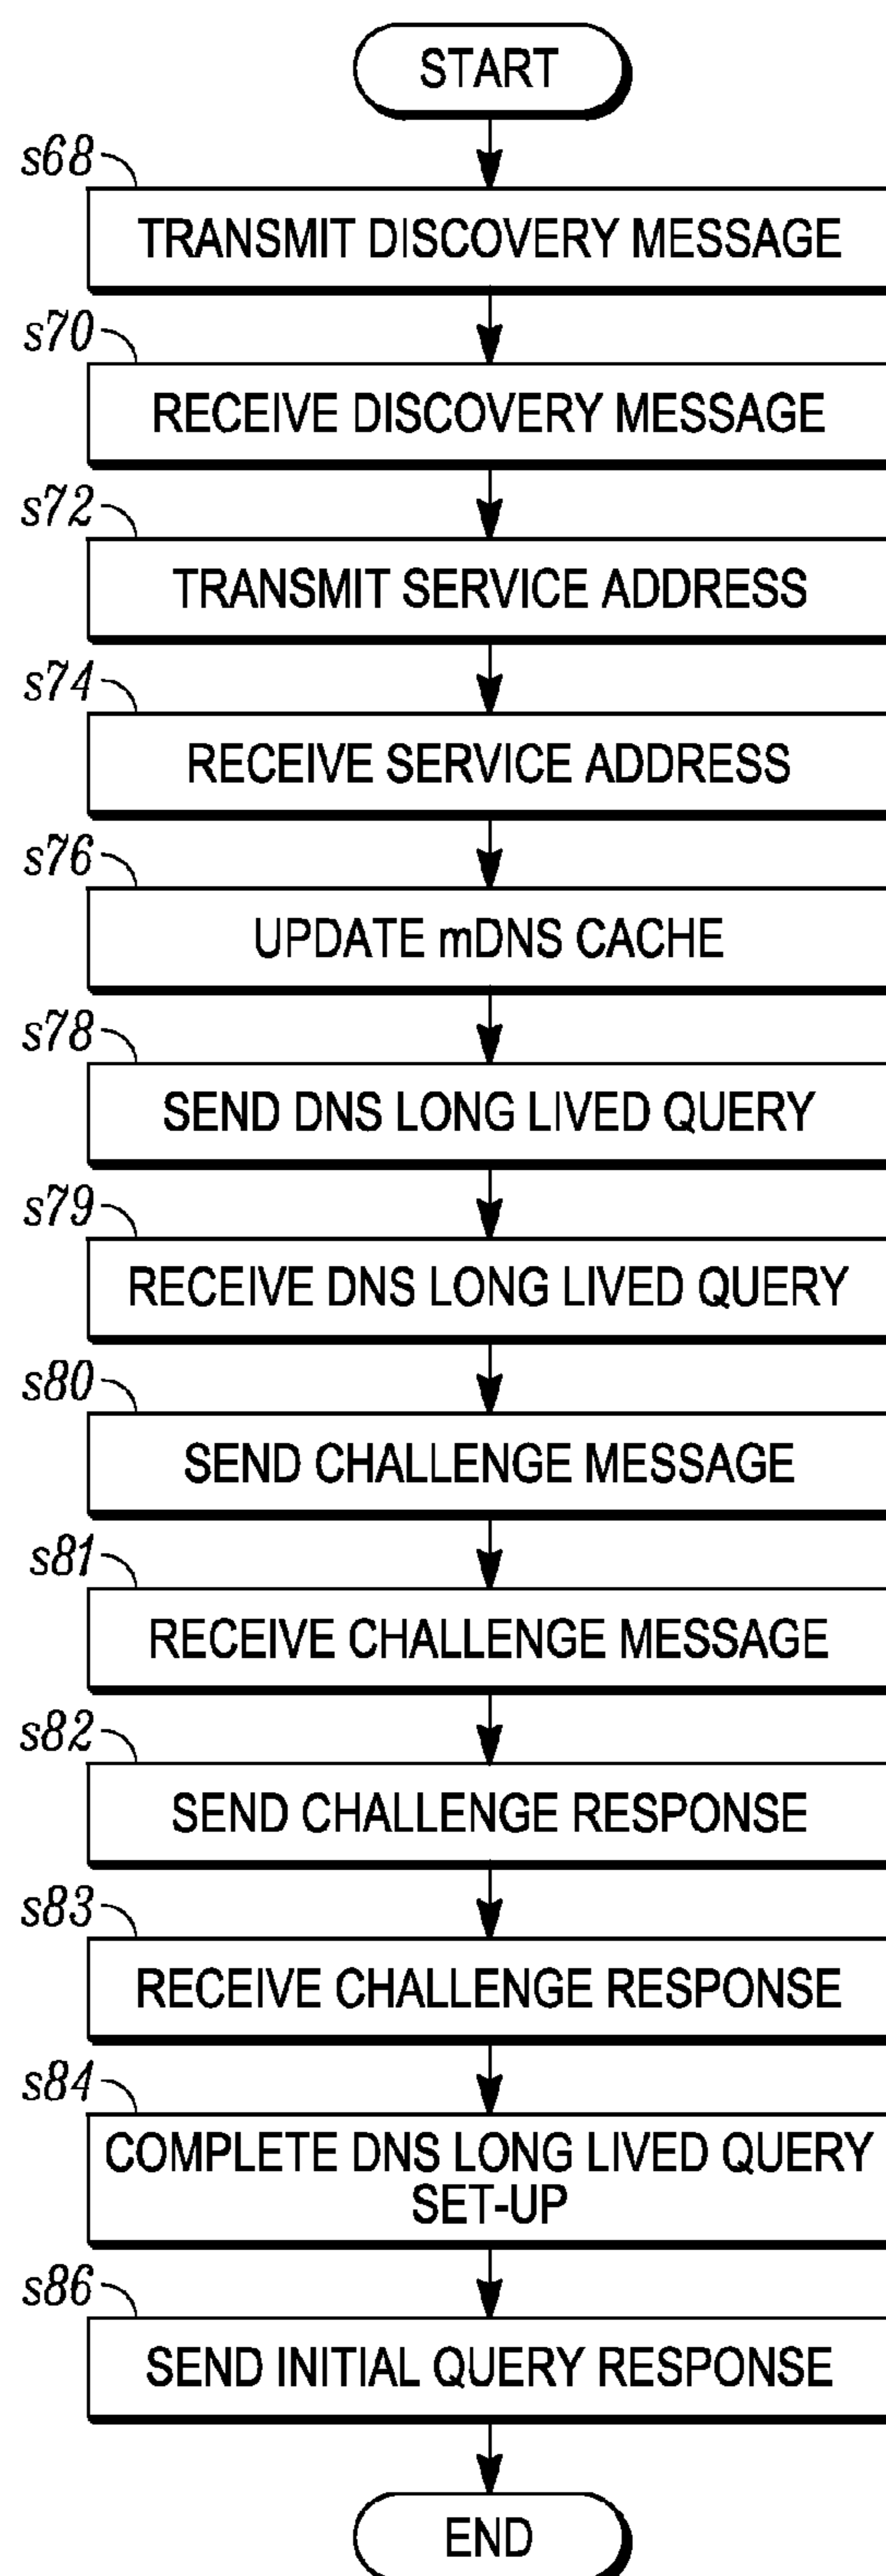 START
s68
TRANSMIT DISCOVERY MESSAGE
s70
RECEIVE DISCOVERY MESSAGE
s72
TRANSMIT SERVICE ADDRESS
s74
RECEIVE SERVICE ADDRESS
s76
UPDATE mDNS CACHE
s78
SEND DNS LONG LIVED QUERY
s79
RECEIVE DNS LONG LIVED QUERY
s80
SEND CHALLENGE MESSAGE
s81
RECEIVE CHALLENGE MESSAGE
s82
SEND CHALLENGE RESPONSE
s83
RECEIVE CHALLENGE RESPONSE
s84
COMPLETE DNS LONG LIVED QUERY
SET-UP
s86
SEND INITIAL QUERY RESPONSE
END